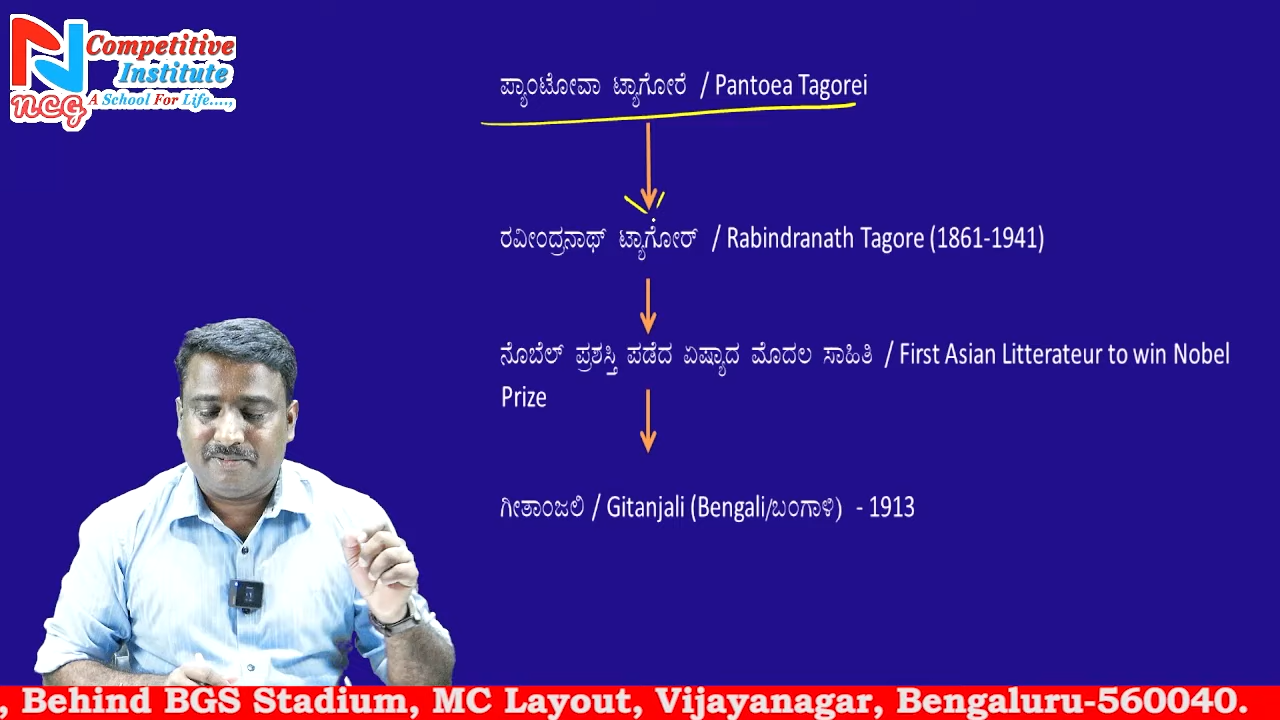 Competitive
Institute
ncg A School For Life....,
ಪ್ಯಾಂಟೋವಾ ಟ್ಯಾಗೋರೆ / Pantoea Tagorei
ರವೀಂದ್ರನಾಥ್ ಟ್ಯಾಗೋರ್ / Rabindranath Tagore (1861-1941)
ನೊಬೆಲ್ ಪ್ರಶಸ್ತಿ ಪಡೆದ ಏಷ್ಯಾದ ಮೊದಲ ಸಾಹಿತಿ / First Asian Litterateur to win Nobel
Prize
ಗೀತಾಂಜಲಿ / Gitanjali (Bengali/ಬಂಗಾಳಿ) - 1913
, Behind BGS Stadium, MC Layout, Vijayanagar, Bengaluru-560040.